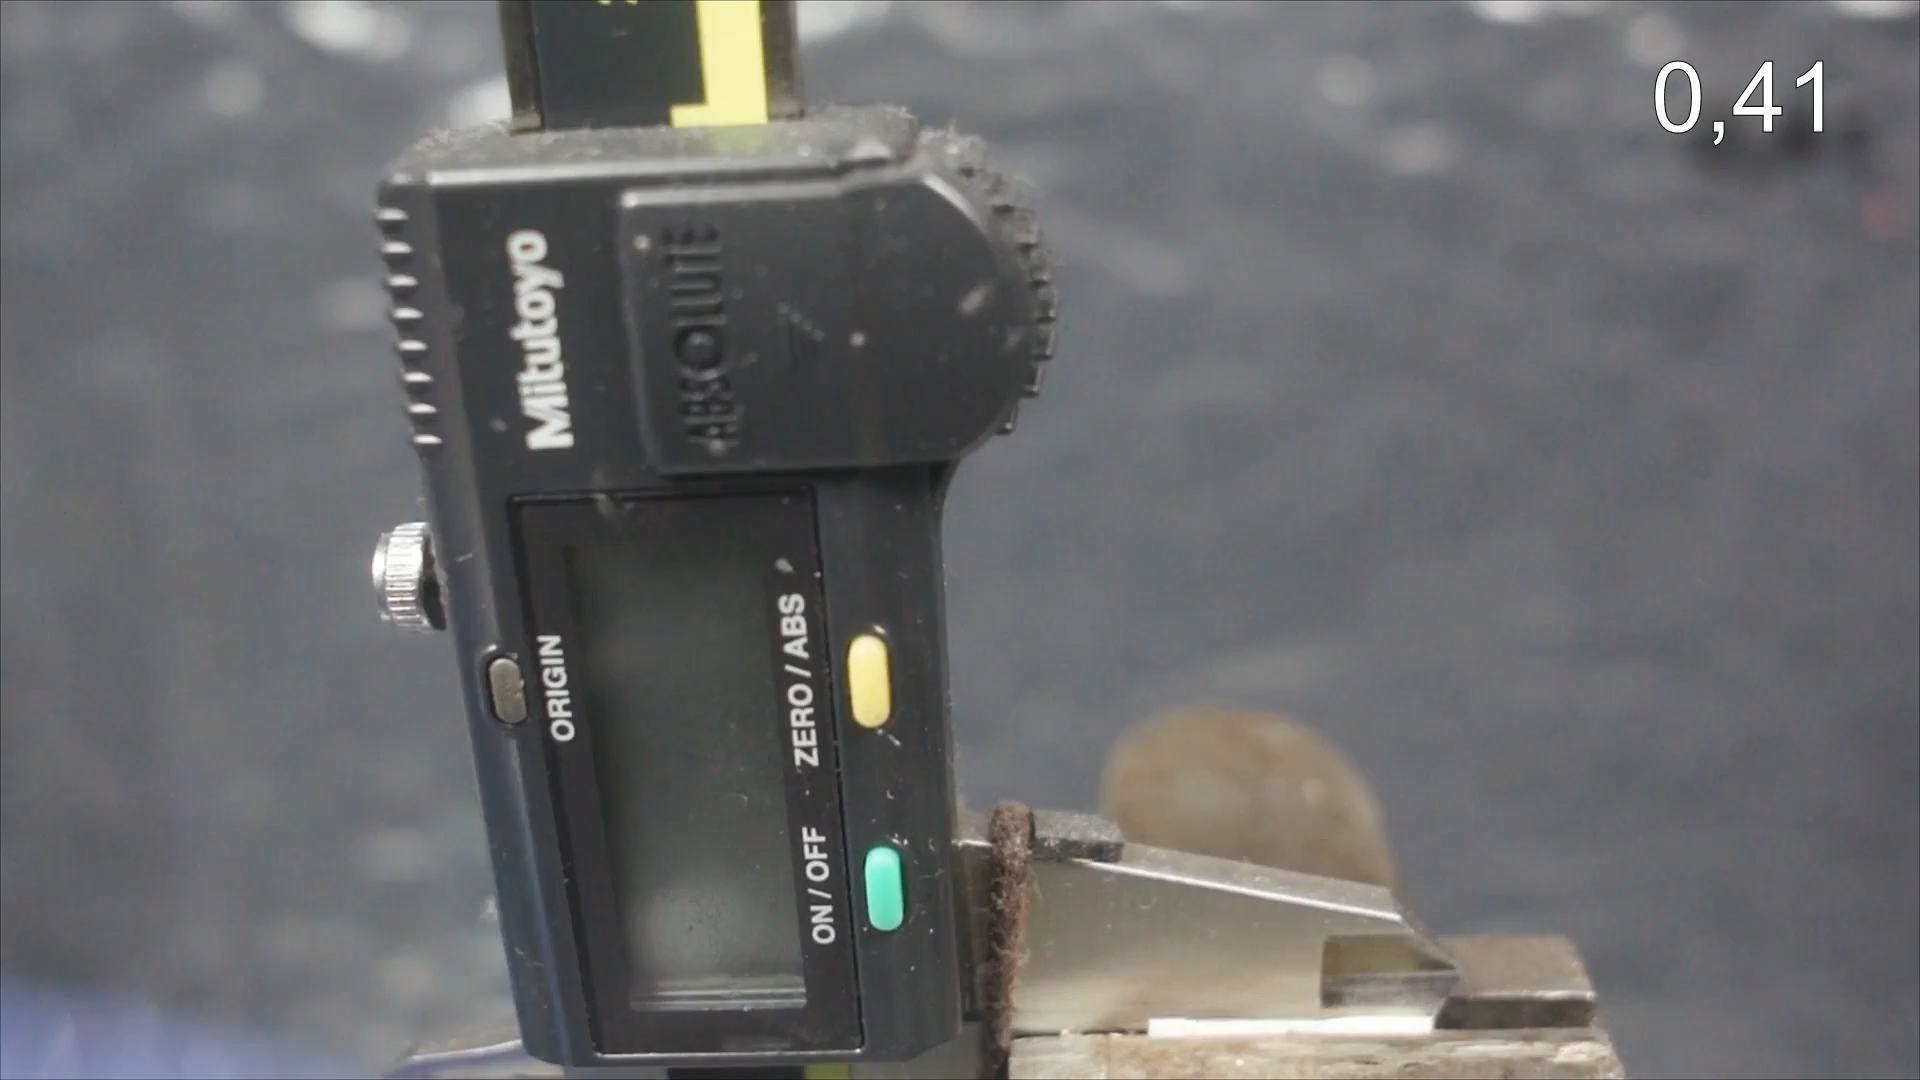 0,41
Mitutoyo
ABSOLUTE
ORIGIN
ZERO / ABS
ON / OFF